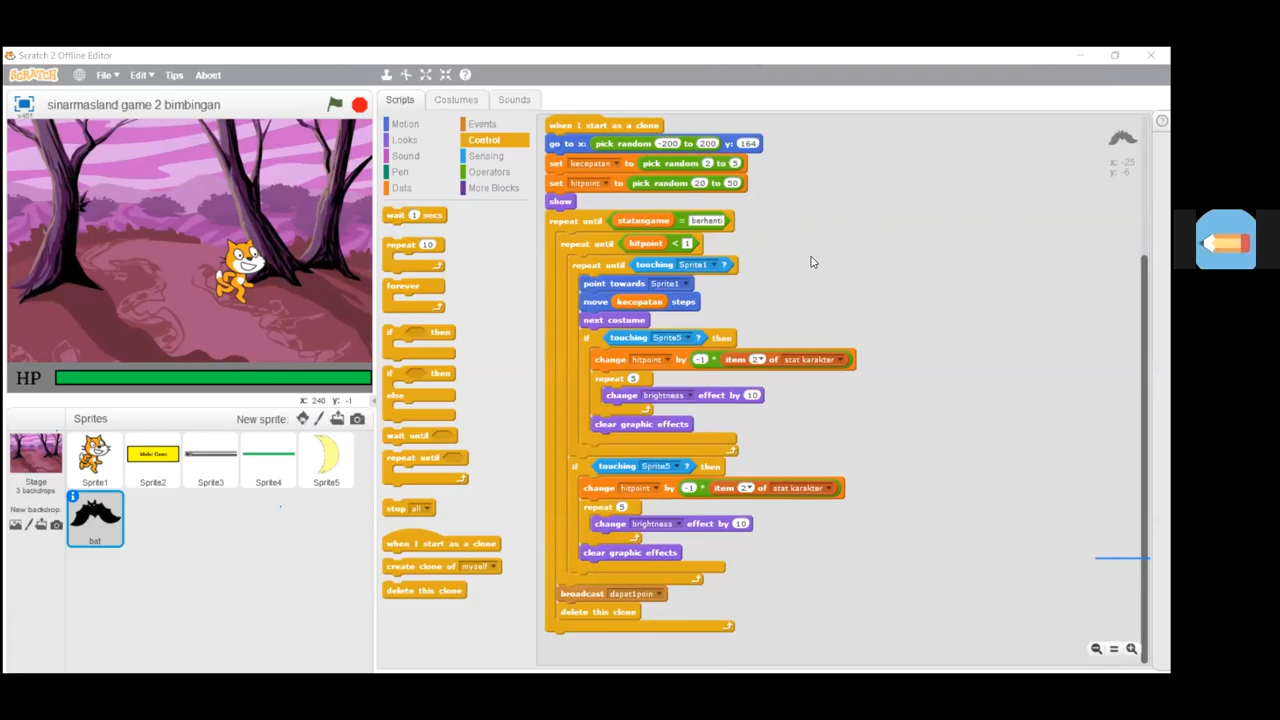 Scratch 2 Offline Editor
SCRATCH File Edit Tips About
sinarmasland game 2 bimbingan
v461
HP
x: 240 y: -1
Sprites New sprite:
Stage
3 backdrops
New backdrop:
Sprite1 Sprite2 Sprite3 Sprite4 Sprite5
bat
Scripts Costumes Sounds
Motion Events
Looks Control
Sound Sensing
Pen Operators
Data More Blocks
wait 1 secs
repeat 10
forever
if then
if then
else
wait until
repeat until
stop all
when I start as a clone
create clone of myself
delete this clone
when I start as a clone
go to x: pick random -200 to 200 y: 164
set kecepatan to pick random 2 to 5
set hitpoint to pick random 20 to 50
show
repeat until statusgame = berhenti
repeat until hitpoint < 1
repeat until touching Sprite1 ?
point towards Sprite1
move kecepatan steps
next costume
if touching Sprite5 ? then
change hitpoint by -1 * item 2 of stat karakter
repeat 5
change brightness effect by 10
clear graphic effects
if touching Sprite5 ? then
change hitpoint by -1 * item 2 of stat karakter
repeat 5
change brightness effect by 10
clear graphic effects
broadcast dapat1poin
delete this clone
x: -25
y: -6